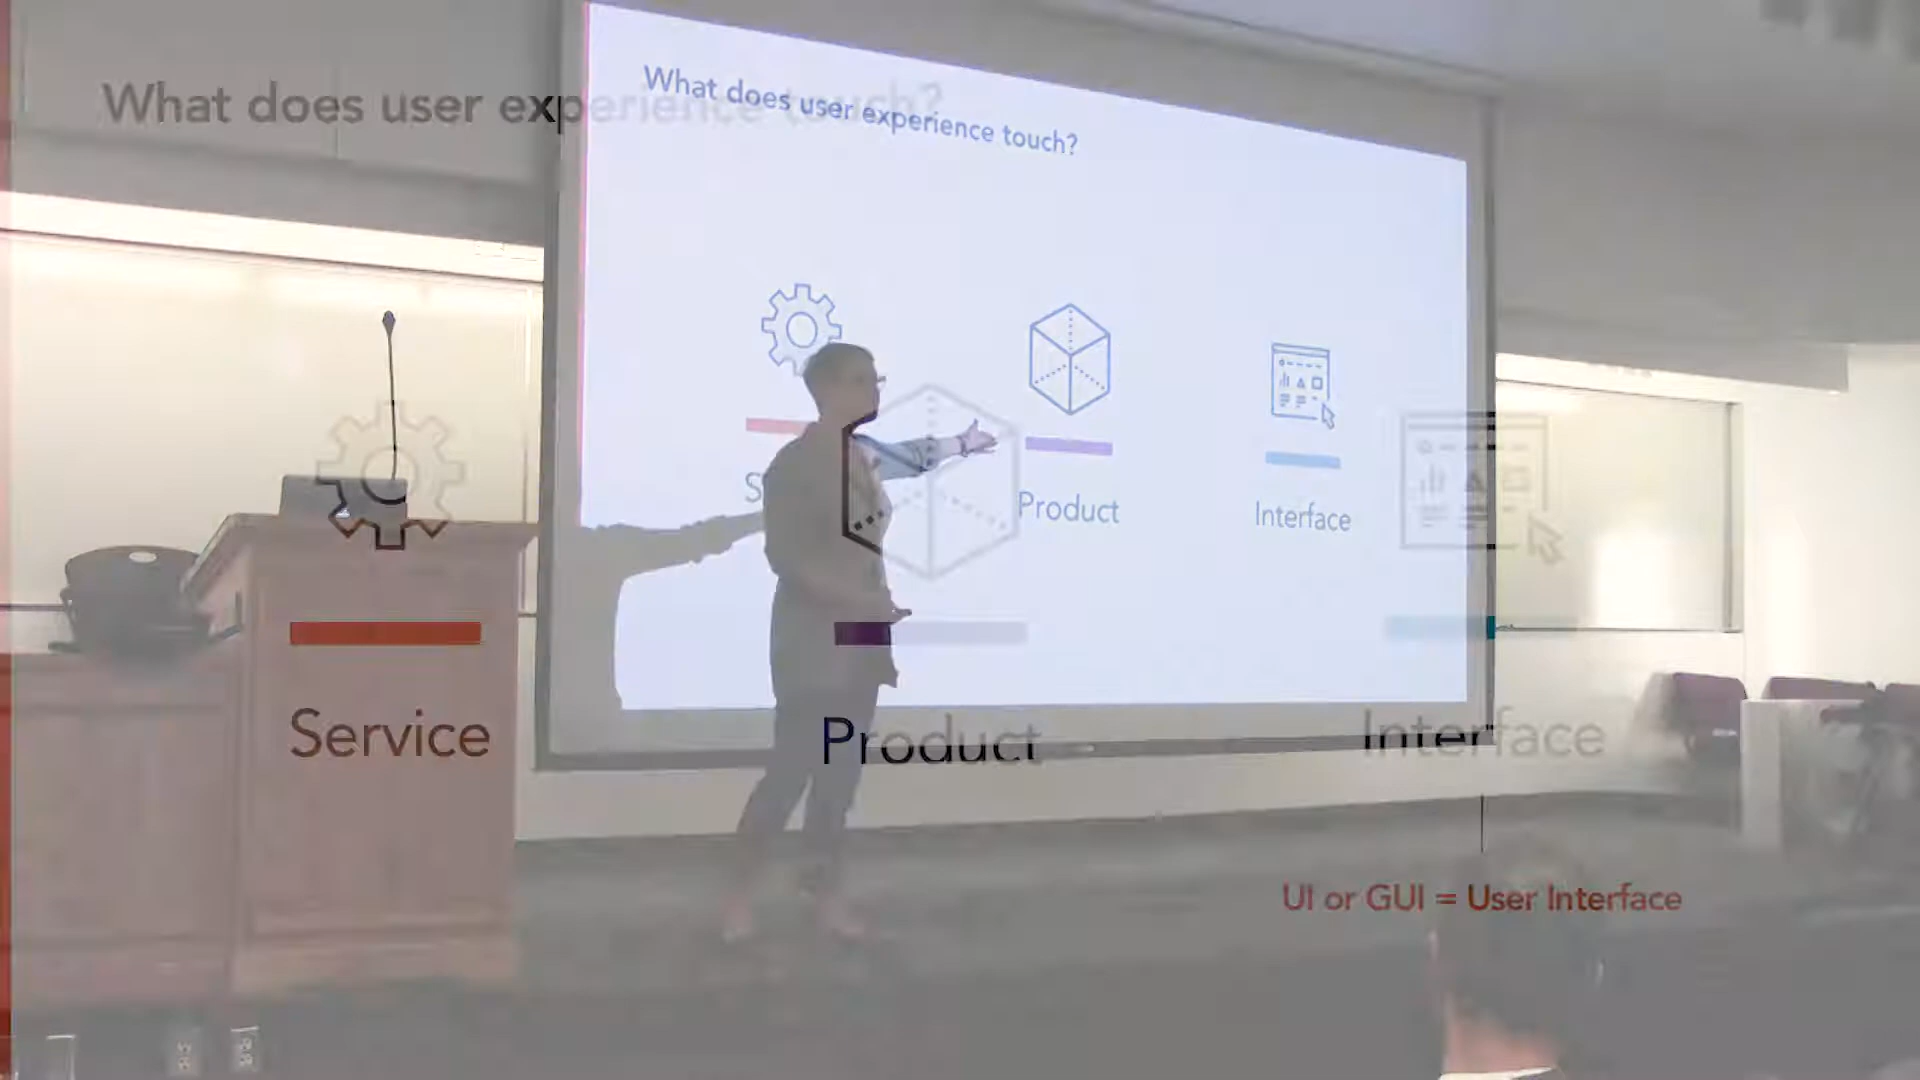 What does user experience touch?
What does user experience touch?
Product
Interface
Service
Product
Interface
UI or GUI = User Interface